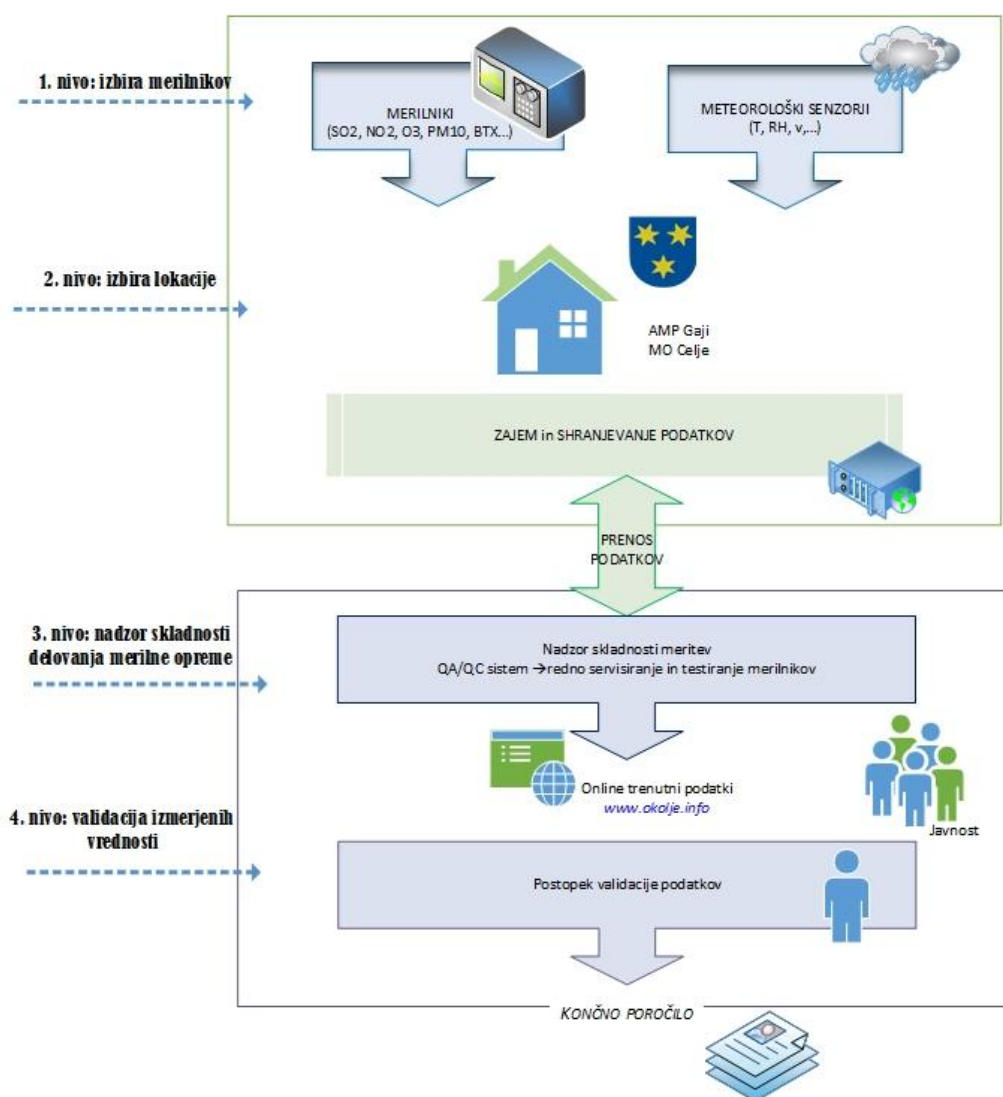 1. nivo: izbira merilnikov
MERILNIKI
(SO2, NO2, O3, PM10, BTX...)
METEOROLOŠKI SENZORJI
(T, RH, v,...)
2. nivo: izbira lokacije
AMP Gaji
MO Celje
ZAJEM in SHRANJEVANJE PODATKOV
PRENOS
PODATKOV
3. nivo: nadzor skladnosti
delovanja merilne opreme
Nadzor skladnosti meritev
QA/QC sistem →redno servisiranje in testiranje merilnikov
Online trenutni podatki
www.okolje.info
Javnost
4. nivo: validacija izmerjenih
vrednosti
Postopek validacije podatkov
KONČNO POROČILO